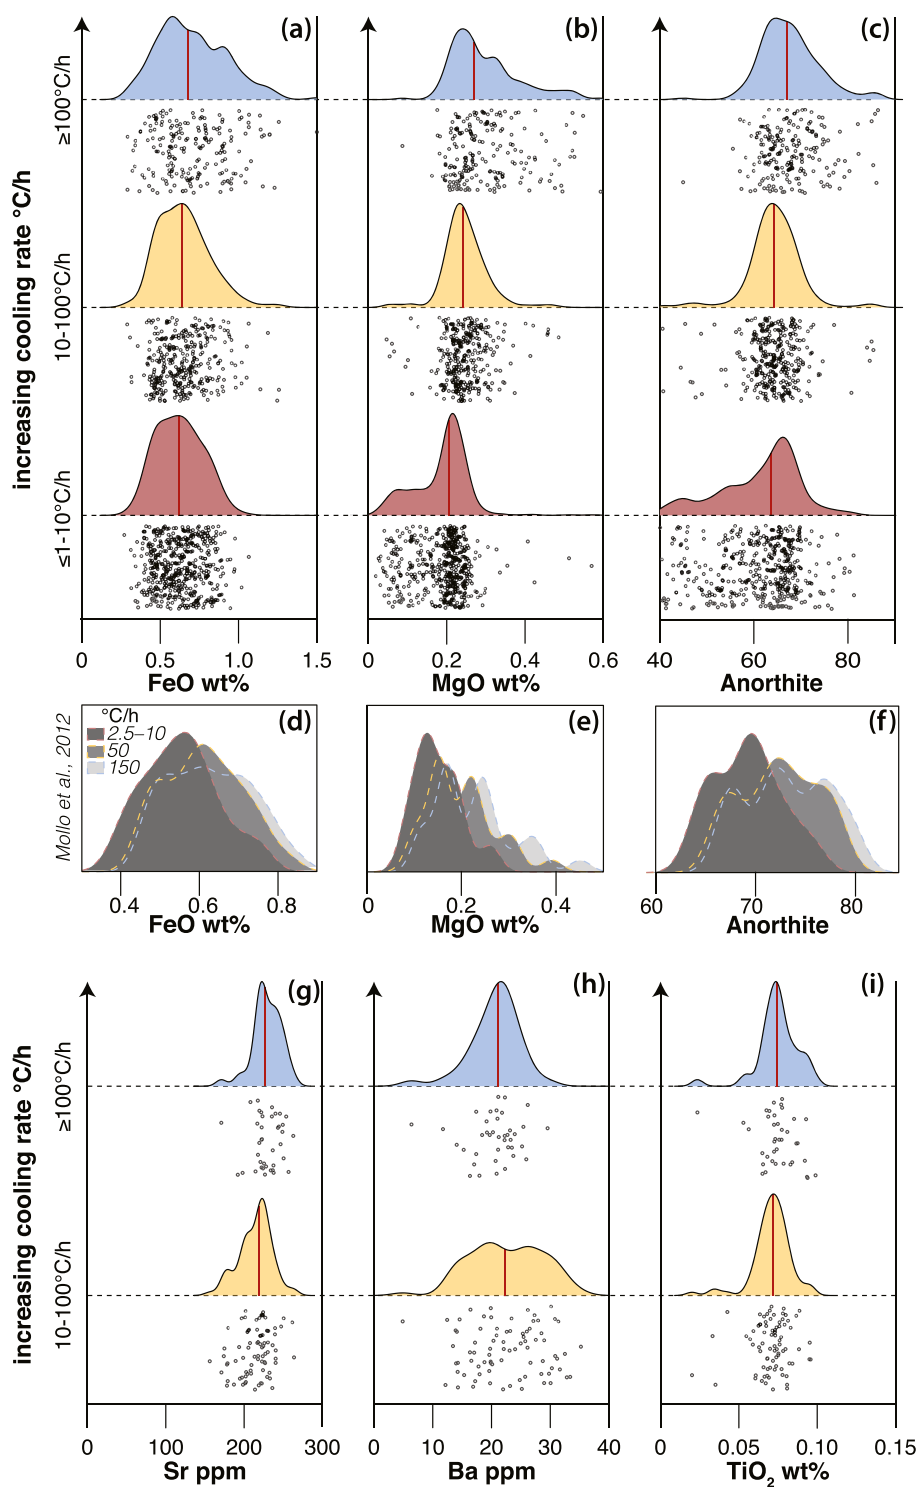 (a)
(b)
(c)
increasing cooling rate °C/h
≥100°C/h
10-100°C/h
≤1-10°C/h
0 0.5 1.0 1.5
FeO wt%
0 0.2 0.4 0.6
MgO wt%
40 60 80
Anorthite
Mollo et al., 2012
°C/h
2.5–10
50
150
(d)
(e)
(f)
0.4 0.6 0.8
FeO wt%
0 0.2 0.4
MgO wt%
60 70 80
Anorthite
(g)
(h)
(i)
increasing cooling rate °C/h
≥100°C/h
10-100°C/h
0 100 200 300
Sr ppm
0 10 20 30 40
Ba ppm
0 0.05 0.10 0.15
TiO₂ wt%